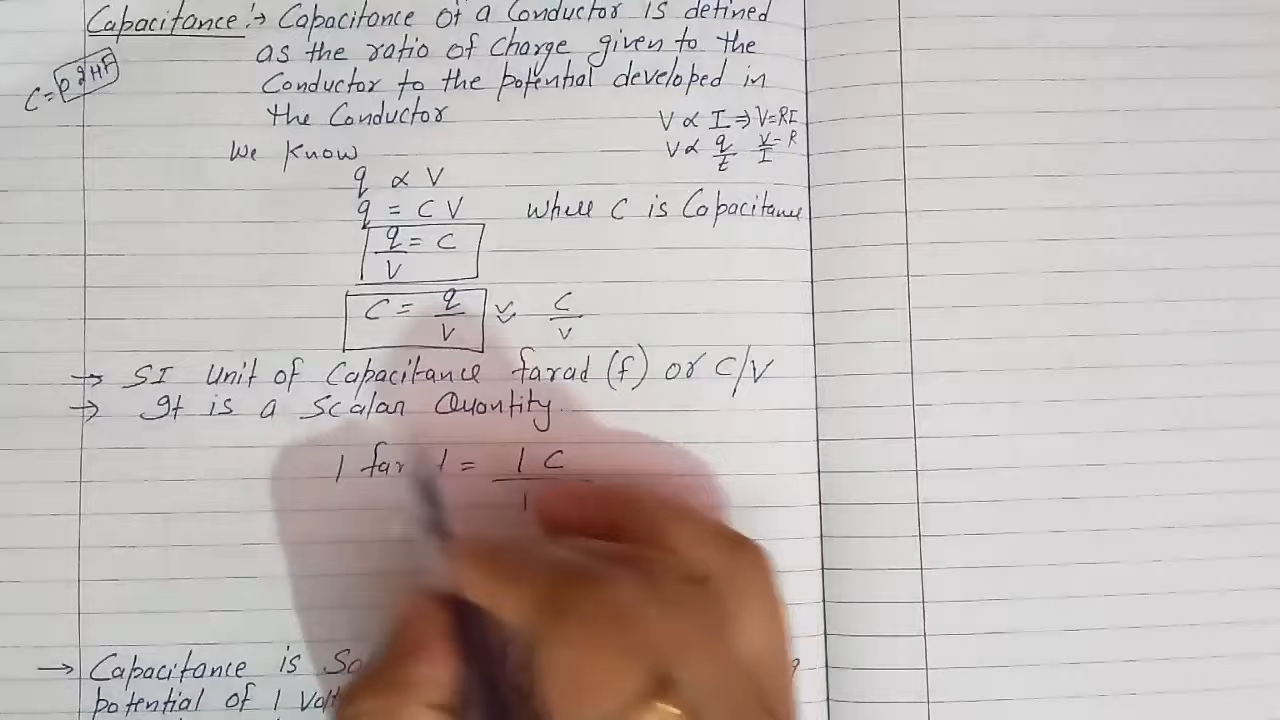 Capacitance :→ Capacitance of a Conductor is defined
as the ratio of charge given to the
Conductor to the potential developed in
the Conductor
V ∝ I ⇒ V=RI
V ∝ q/t V/I - R
We Know
q ∝ V
q = C V where C is Capacitance
q/V = C
C = q/V C/V
→ SI Unit of Capacitance farad (f) or C/V
→ It is a Scalar Quantity.
1 = 1 C
1
→ Capacitance is
potential of 1